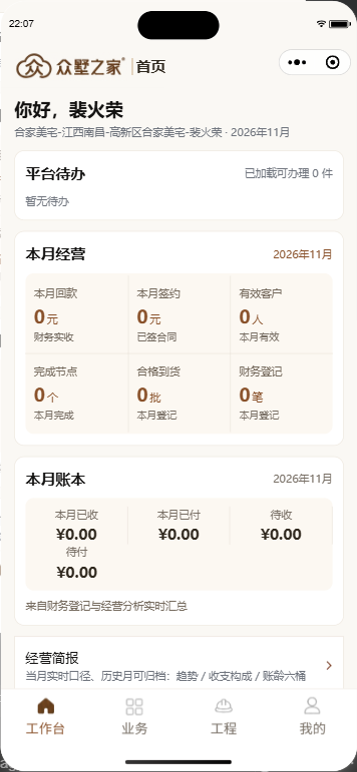 22:07
众墅之家 首页
你好，裴火荣
合家美宅-江西南昌-高新区合家美宅-裴火荣 · 2026年11月
平台待办 已加载可办理 0 件
暂无待办
本月经营 2026年11月
本月回款 本月签约 有效客户
0元 0元 0人
财务实收 已签合同 本月有效
完成节点 合格到货 财务登记
0个 0批 0笔
本月完成 本月登记 本月登记
本月账本 2026年11月
本月已收 本月已付 待收
¥0.00 ¥0.00 ¥0.00
待付
¥0.00
来自财务登记与经营分析实时汇总
经营简报
当月实时口径、历史月可归档：趋势 / 收支构成 / 账龄六桶
工作台 业务 工程 我的